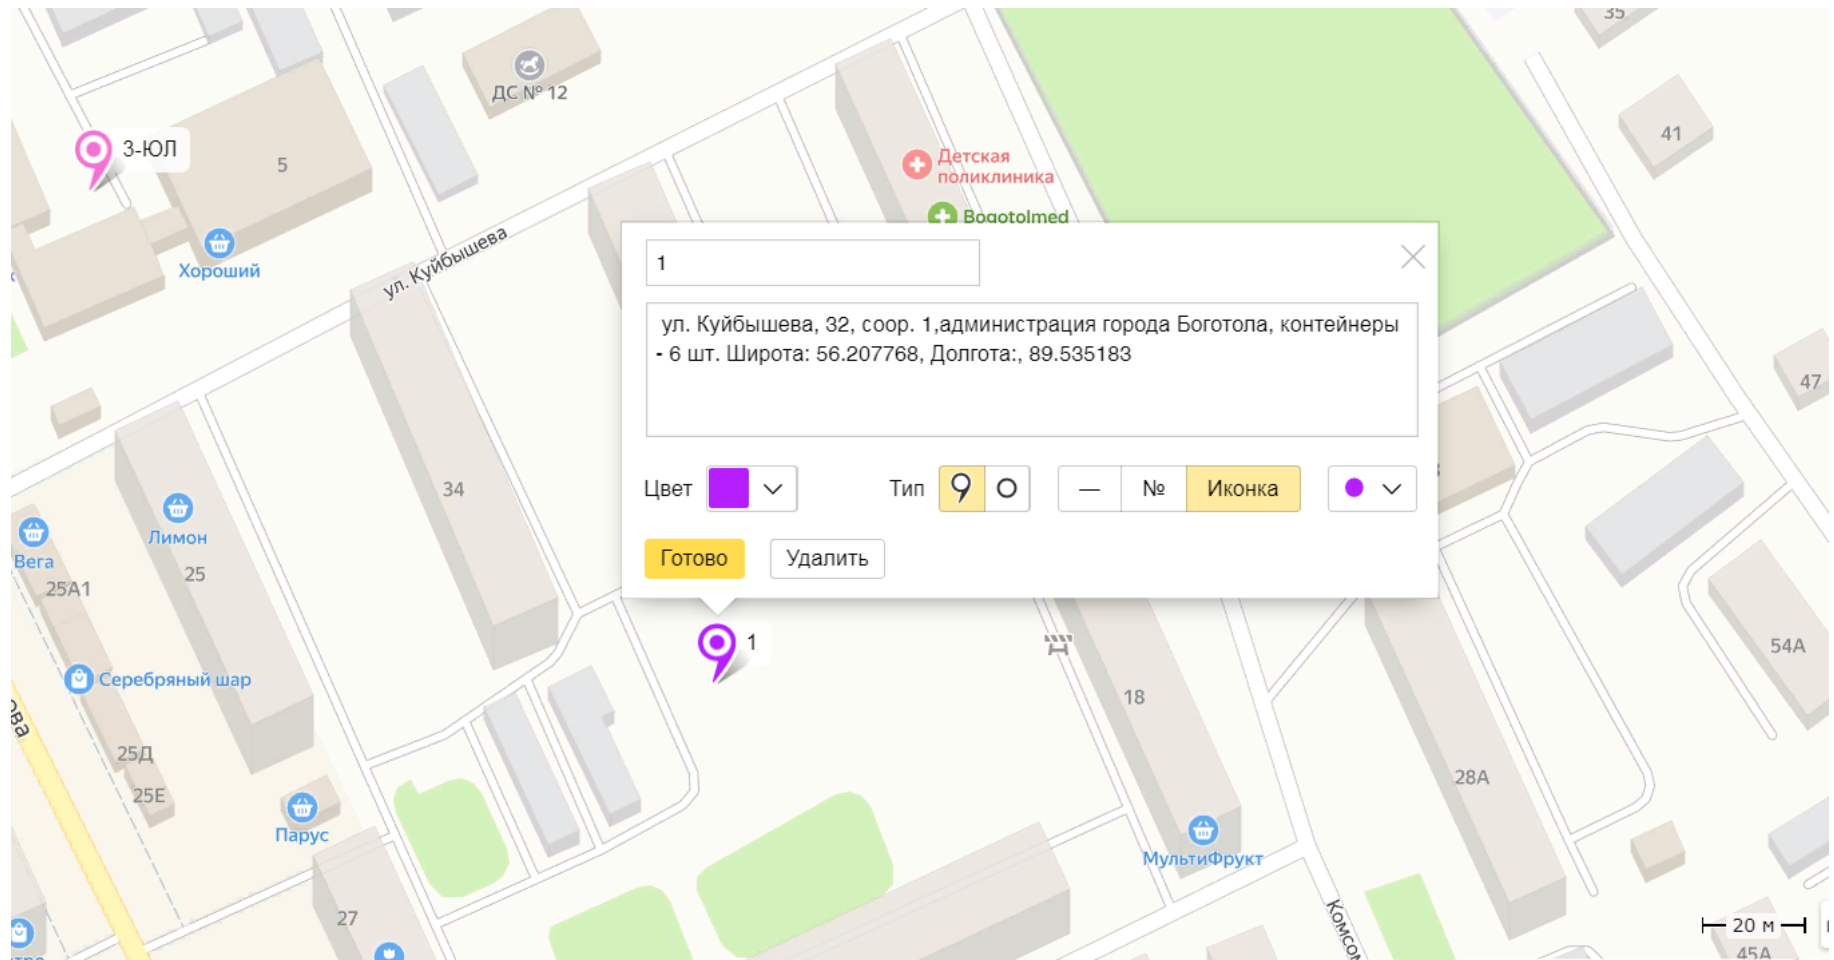 35
ДС № 12
41
3-ЮЛ
5
Детская
поликлиника
Bogotolmed
Хороший
ул. Куйбышева
1
ул. Куйбышева, 32, соор. 1,администрация города Боготола, контейнеры
- 6 шт. Широта: 56.207768, Долгота:, 89.535183
47
Цвет
Тип
—
№
Иконка
34
Лимон
Вега
25
25А1
Готово
Удалить
1
54А
Серебряный шар
18
25Д
25Е
28А
Парус
МультиФрукт
27
20 м
45А